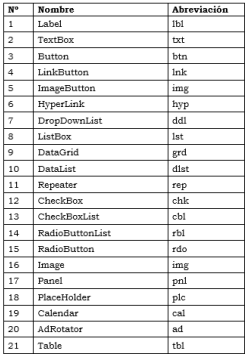 Nº Nombre Abreviación
1 Label lbl
2 TextBox txt
3 Button btn
4 LinkButton lnk
5 ImageButton img
6 HyperLink hyp
7 DropDownList ddl
8 ListBox lst
9 DataGrid grd
10 DataList dlst
11 Repeater rep
12 CheckBox chk
13 CheckBoxList cbl
14 RadioButtonList rbl
15 RadioButton rdo
16 Image img
17 Panel pnl
18 PlaceHolder plc
19 Calendar cal
20 AdRotator ad
21 Table tbl